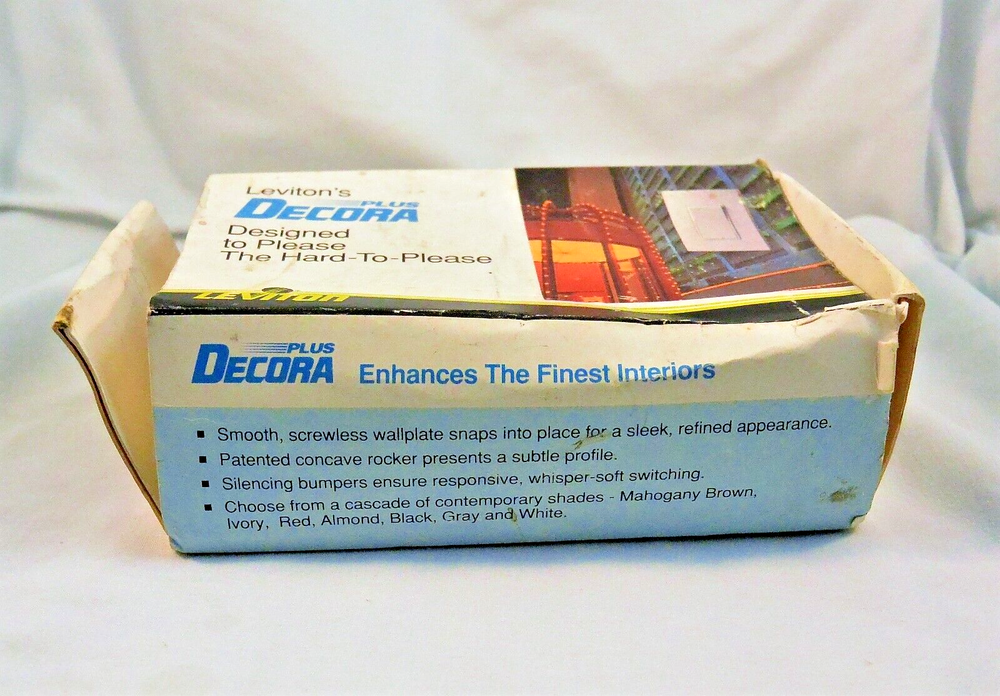 Leviton's
DECORA PLUS
Designed
to Please
The Hard-To-Please
LEVITON
DECORA PLUS
Enhances The Finest Interiors
▪ Smooth, screwless wallplate snaps into place for a sleek, refined appearance.
▪ Patented concave rocker presents a subtle profile.
▪ Silencing bumpers ensure responsive, whisper-soft switching.
▪ Choose from a cascade of contemporary shades - Mahogany Brown,
Ivory, Red, Almond, Black, Gray and White.